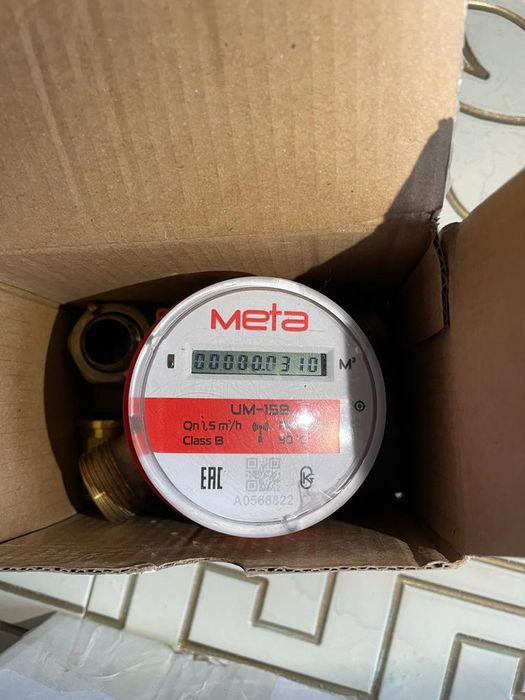 Meta
00000.0310 M³
UM-15B
Qn 1,5 m³/h
Class B 90 °C
EAC
A0568822